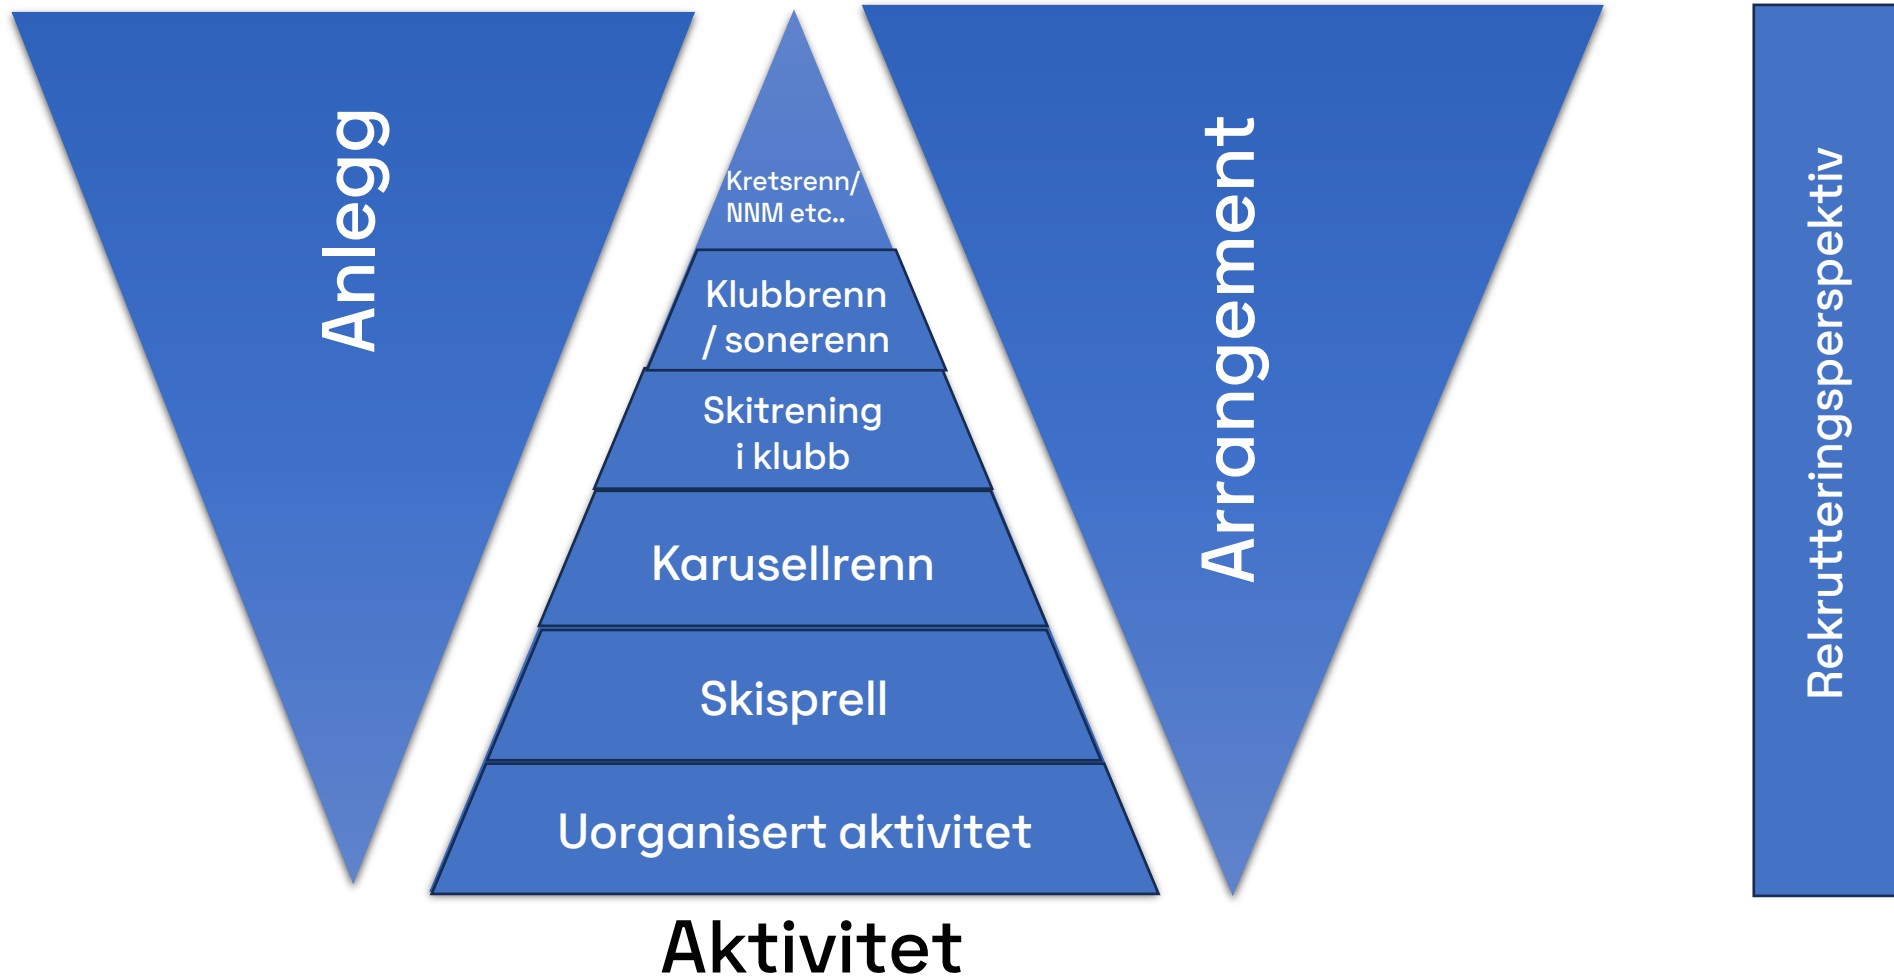 Anlegg
Kretsrenn/
NNM etc..
Klubbrenn
/ sonerenn
Skitrening
i klubb
Karusellrenn
Skisprell
Uorganisert aktivitet
Aktivitet
Arrangement
Rekrutteringsperspektiv